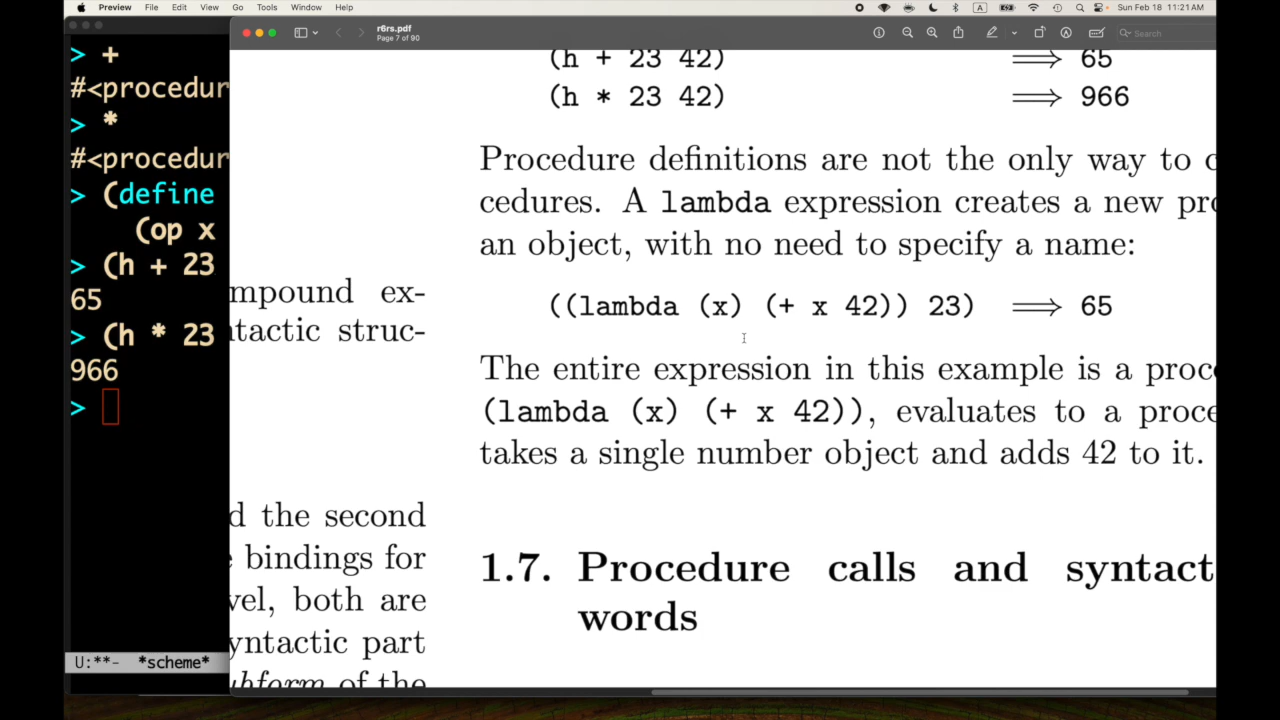 Preview File Edit View Go Tools Window Help
A
Sun Feb 18 11:21 AM
r6rs.pdf
Page 7 of 90
Search
> +
#<procedur
> *
#<procedur
> (define
(op x
> (h + 23
65
> (h * 23
966
>
U:**- *scheme*
mpound ex-
ntactic struc-
d the second
e bindings for
vel, both are
yntactic part
bform of the
(h + 23 42) ⟹ 65
(h * 23 42) ⟹ 966
Procedure definitions are not the only way to c
cedures. A lambda expression creates a new pro
an object, with no need to specify a name:
((lambda (x) (+ x 42)) 23) ⟹ 65
The entire expression in this example is a proce
(lambda (x) (+ x 42)), evaluates to a proce
takes a single number object and adds 42 to it.
1.7. Procedure calls and syntact
words